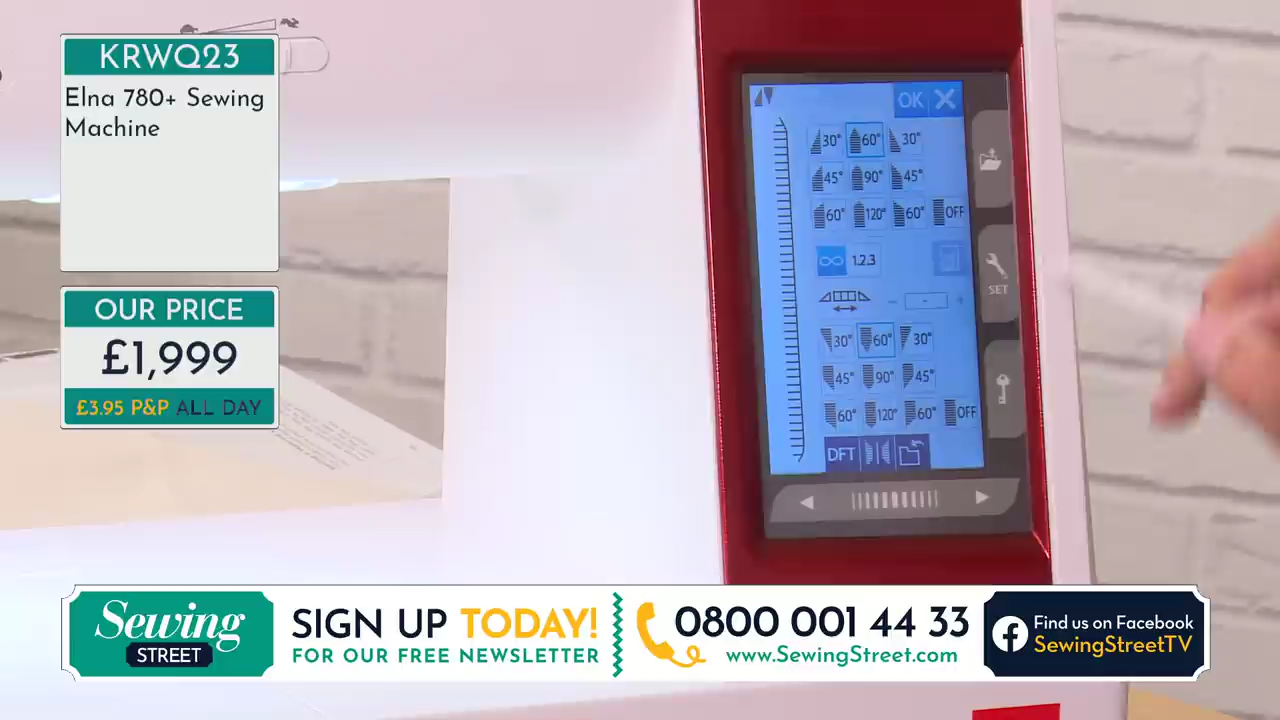 KRWQ23
Elna 780+ Sewing
Machine
OUR PRICE
£1,999
£3.95 P&P ALL DAY
OK
30° 60° 30°
45° 90° 45°
60° 120° 60° OFF
1.2.3
SET
30° 60° 30°
45° 90° 45°
60° 120° 60° OFF
DFT
Sewing
STREET
SIGN UP TODAY!
FOR OUR FREE NEWSLETTER
0800 001 44 33
www.SewingStreet.com
Find us on Facebook
SewingStreetTV